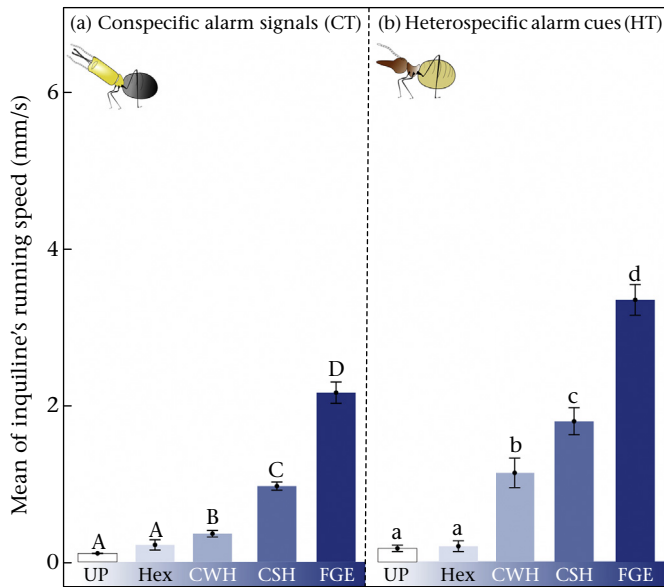 (a) Conspecific alarm signals (CT)
(b) Heterospecific alarm cues (HT)
Mean of inquiline's running speed (mm/s)
6
4
2
0
A
A
B
C
D
a
a
b
c
d
UP
Hex
CWH
CSH
FGE
UP
Hex
CWH
CSH
FGE